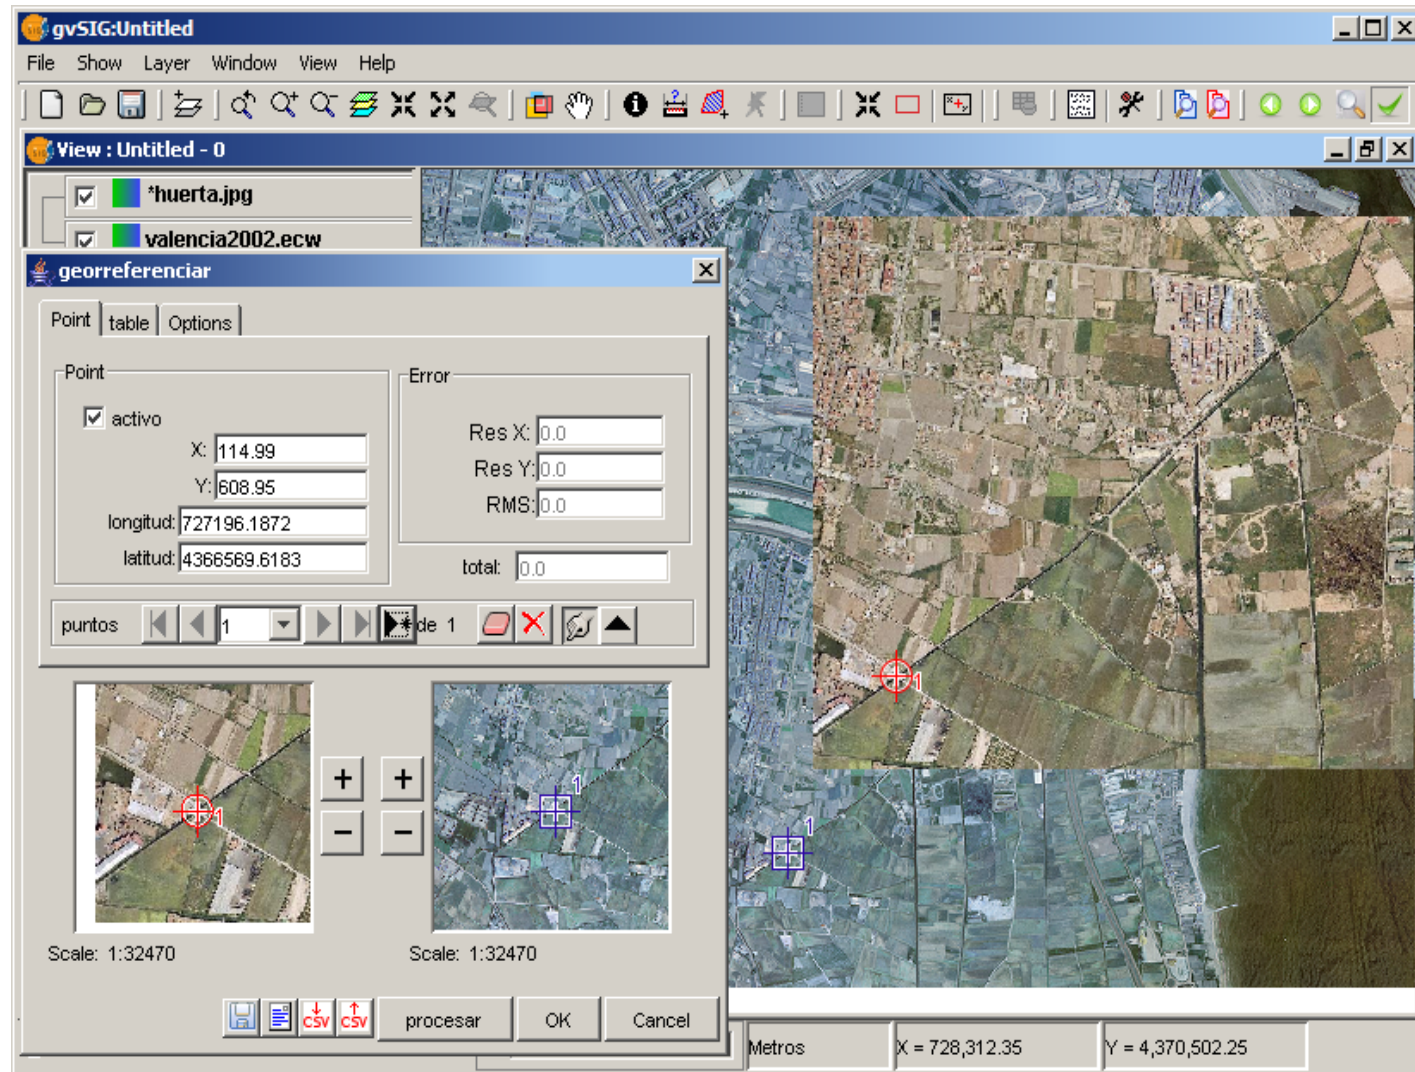 gvSIG:Untitled
File Show Layer Window View Help
View : Untitled - 0
*huerta.jpg
valencia2002.ecw
georreferenciar
Point table Options
Point
activo
X: 114.99
Y: 608.95
longitud: 727196.1872
latitud: 4366569.6183
Error
Res X: 0.0
Res Y: 0.0
RMS: 0.0
total: 0.0
puntos 1 de 1
1
1
1
1
+ +
- -
Scale: 1:32470
Scale: 1:32470
CSV CSV procesar OK Cancel
Metros X = 728,312.35 Y = 4,370,502.25